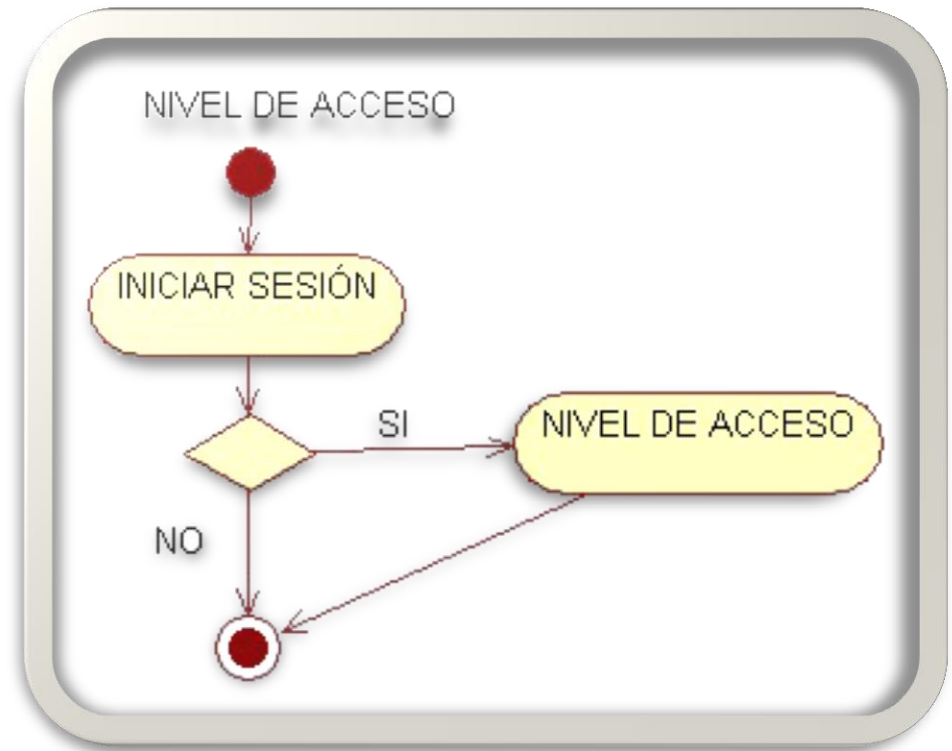 NIVEL DE ACCESO
INICIAR SESIÓN
SI
NIVEL DE ACCESO
NO